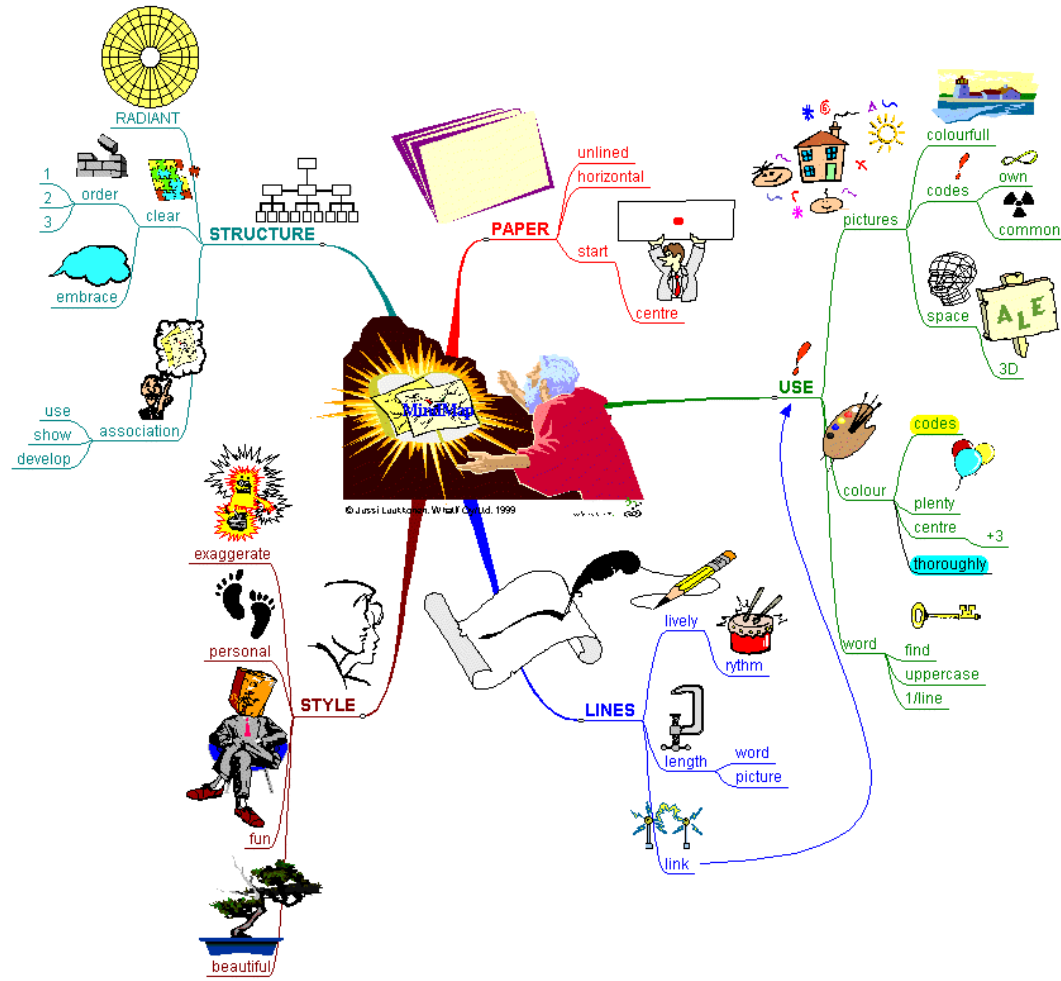 RADIANT
STRUCTURE
clear
order
1
2
3
embrace
association
use
show
develop
PAPER
unlined
horizontal
start
centre
USE
pictures
colourfull
codes
own
common
space
ALE
3D
colour
codes
plenty
centre
+3
thoroughly
word
find
uppercase
1/line
MindMap
STYLE
exaggerate
personal
fun
beautiful
LINES
lively
rythm
length
word
picture
link